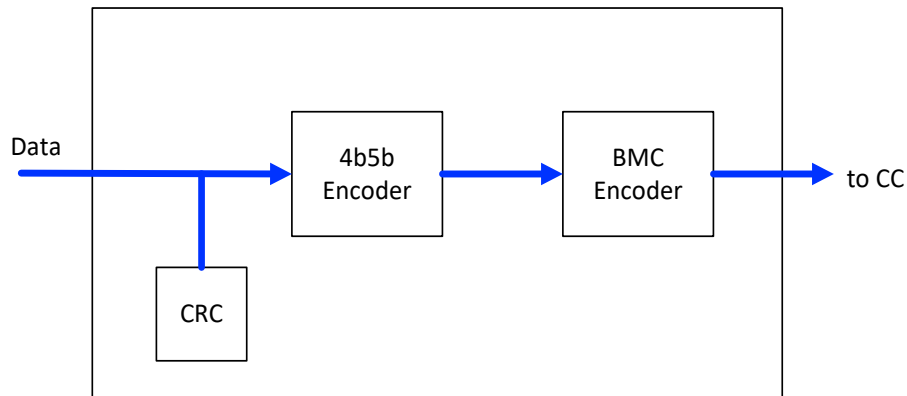 Data
4b5b
Encoder
BMC
Encoder
to CC
CRC